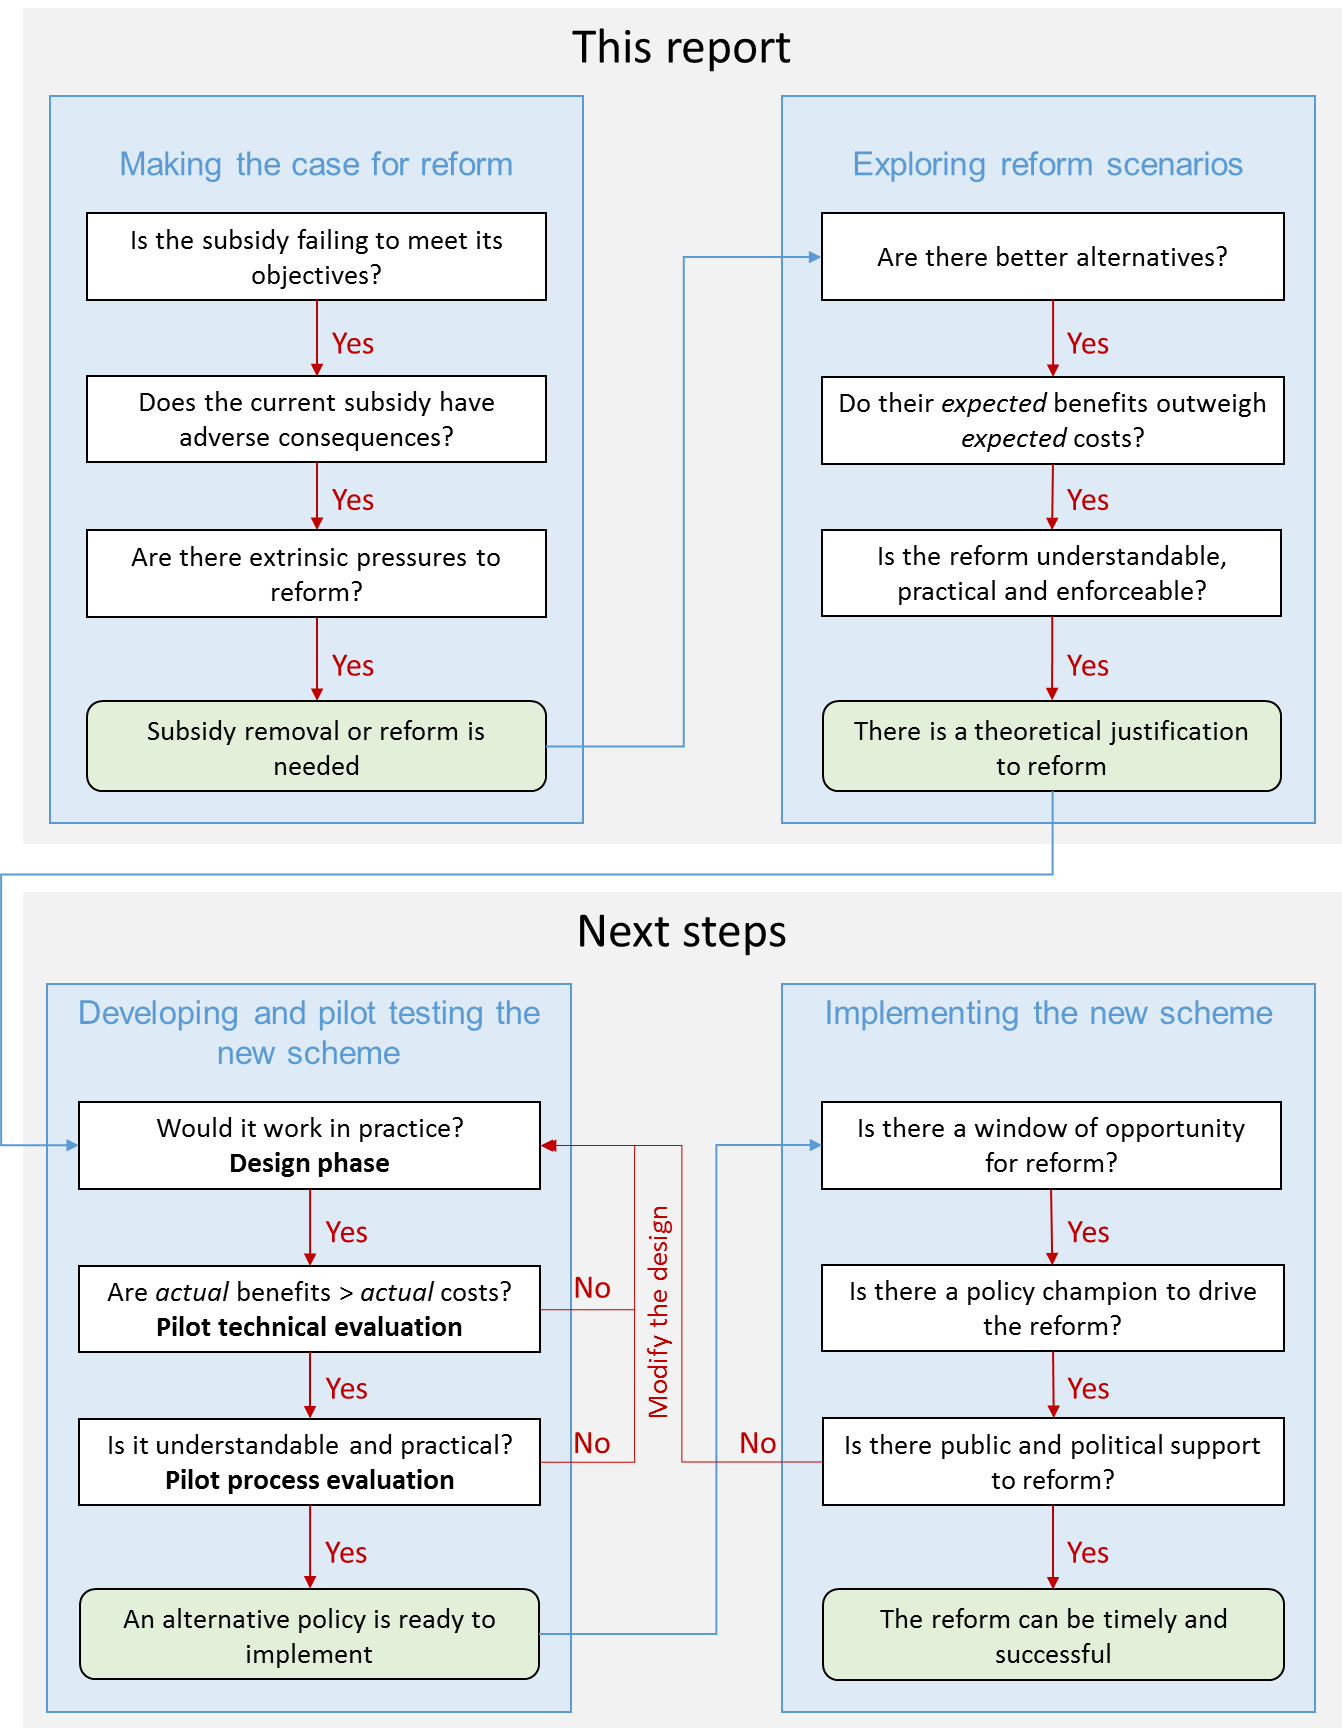 This report
Making the case for reform
Is the subsidy failing to meet its
objectives?
Yes
Does the current subsidy have
adverse consequences?
Yes
Are there extrinsic pressures to
reform?
Yes
Subsidy removal or reform is
needed
Exploring reform scenarios
Are there better alternatives?
Yes
Do their expected benefits outweigh
expected costs?
Yes
Is the reform understandable,
practical and enforceable?
Yes
There is a theoretical justification
to reform
Next steps
Developing and pilot testing the
new scheme
Would it work in practice?
Design phase
Yes
Are actual benefits > actual costs?
Pilot technical evaluation
No
Yes
Is it understandable and practical?
Pilot process evaluation
No
Yes
An alternative policy is ready to
implement
Modify the design
Implementing the new scheme
Is there a window of opportunity
for reform?
Yes
Is there a policy champion to drive
the reform?
Yes
Is there public and political support
to reform?
No
Yes
The reform can be timely and
successful